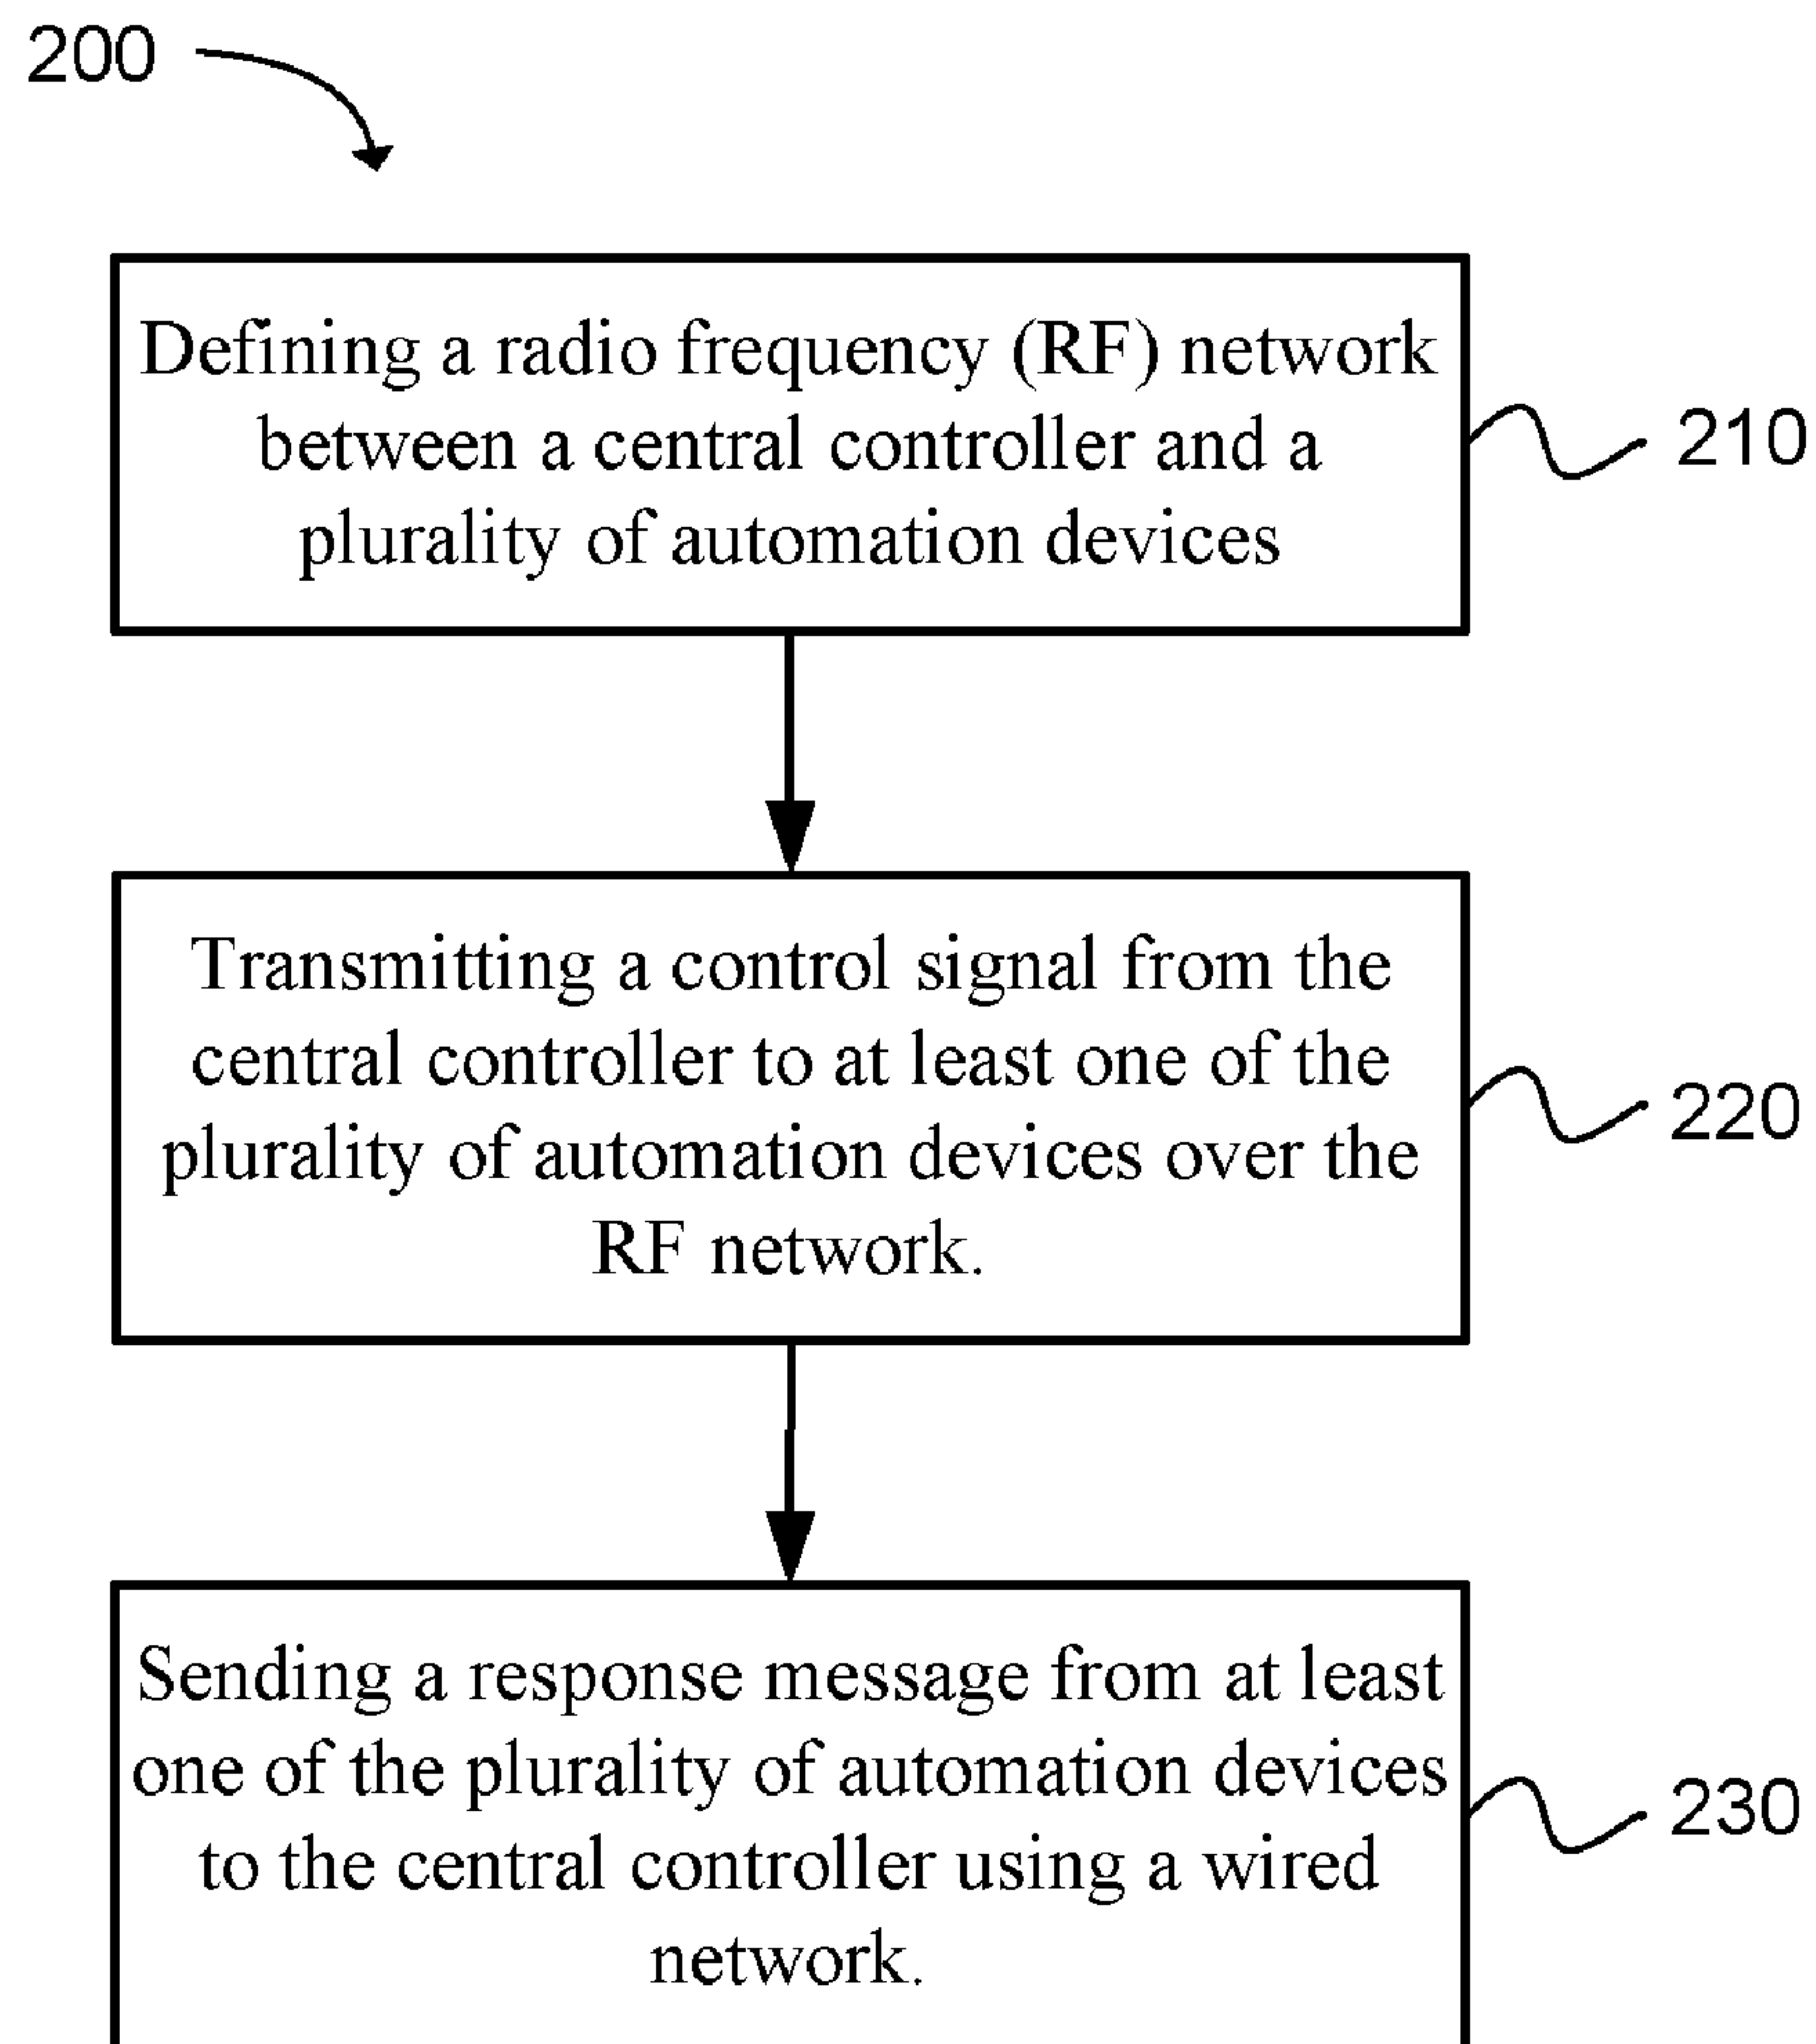 200
Defining a radio frequency (RF) network
between a central controller and a
plurality of automation devices
210
Transmitting a control signal from the
central controller to at least one of the
plurality of automation devices over the
RF network.
220
Sending a response message from at least
one of the plurality of automation devices
to the central controller using a wired
network.
230